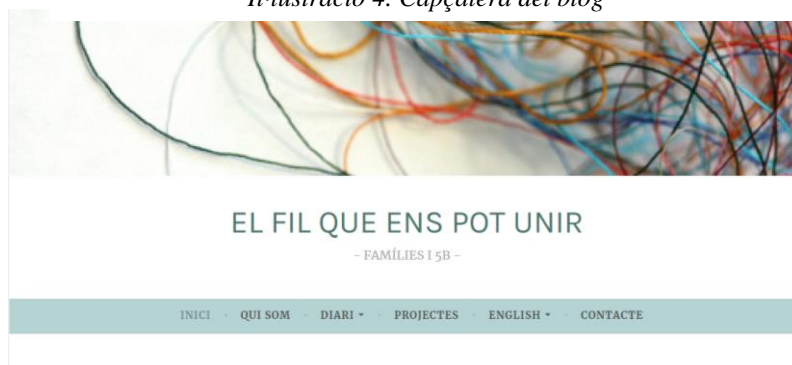 Il·lustració 4. Capçalera del blog
EL FIL QUE ENS POT UNIR
- FAMÍLIES I 5B -
INICI QUI SOM DIARI PROJECTES ENGLISH CONTACTE